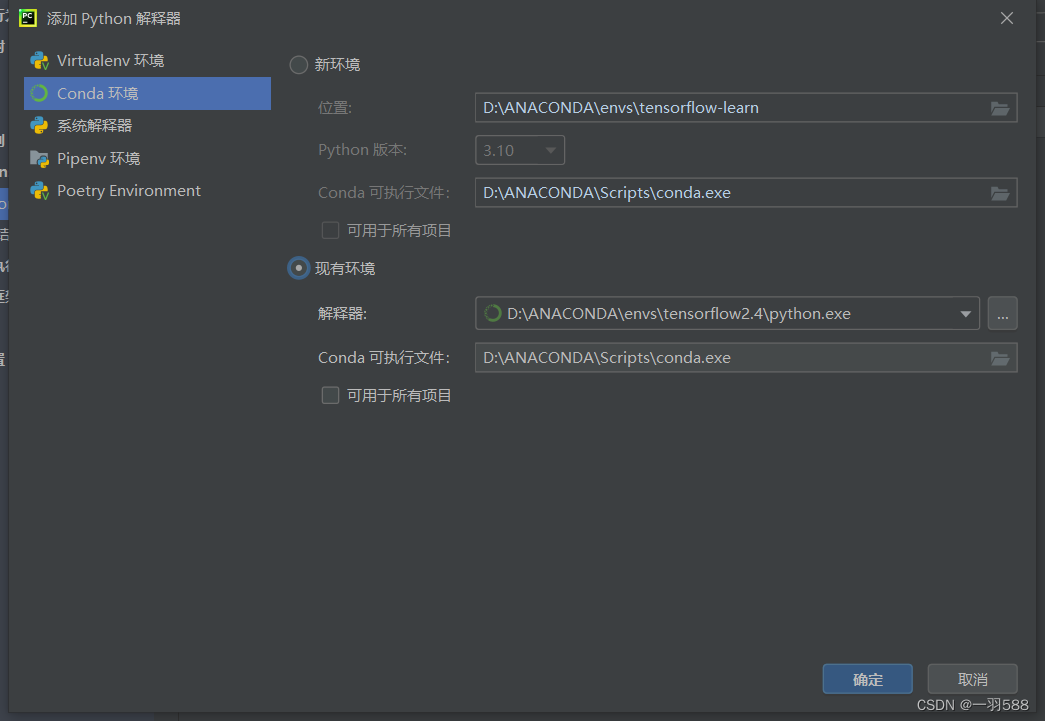 添加 Python 解释器
Virtualenv 环境
Conda 环境
系统解释器
Pipenv 环境
Poetry Environment
新环境
位置: D:\ANACONDA\envs\tensorflow-learn
Python 版本: 3.10
Conda 可执行文件: D:\ANACONDA\Scripts\conda.exe
可用于所有项目
现有环境
解释器: D:\ANACONDA\envs\tensorflow2.4\python.exe ...
Conda 可执行文件: D:\ANACONDA\Scripts\conda.exe
可用于所有项目
确定 取消
CSDN @一羽588